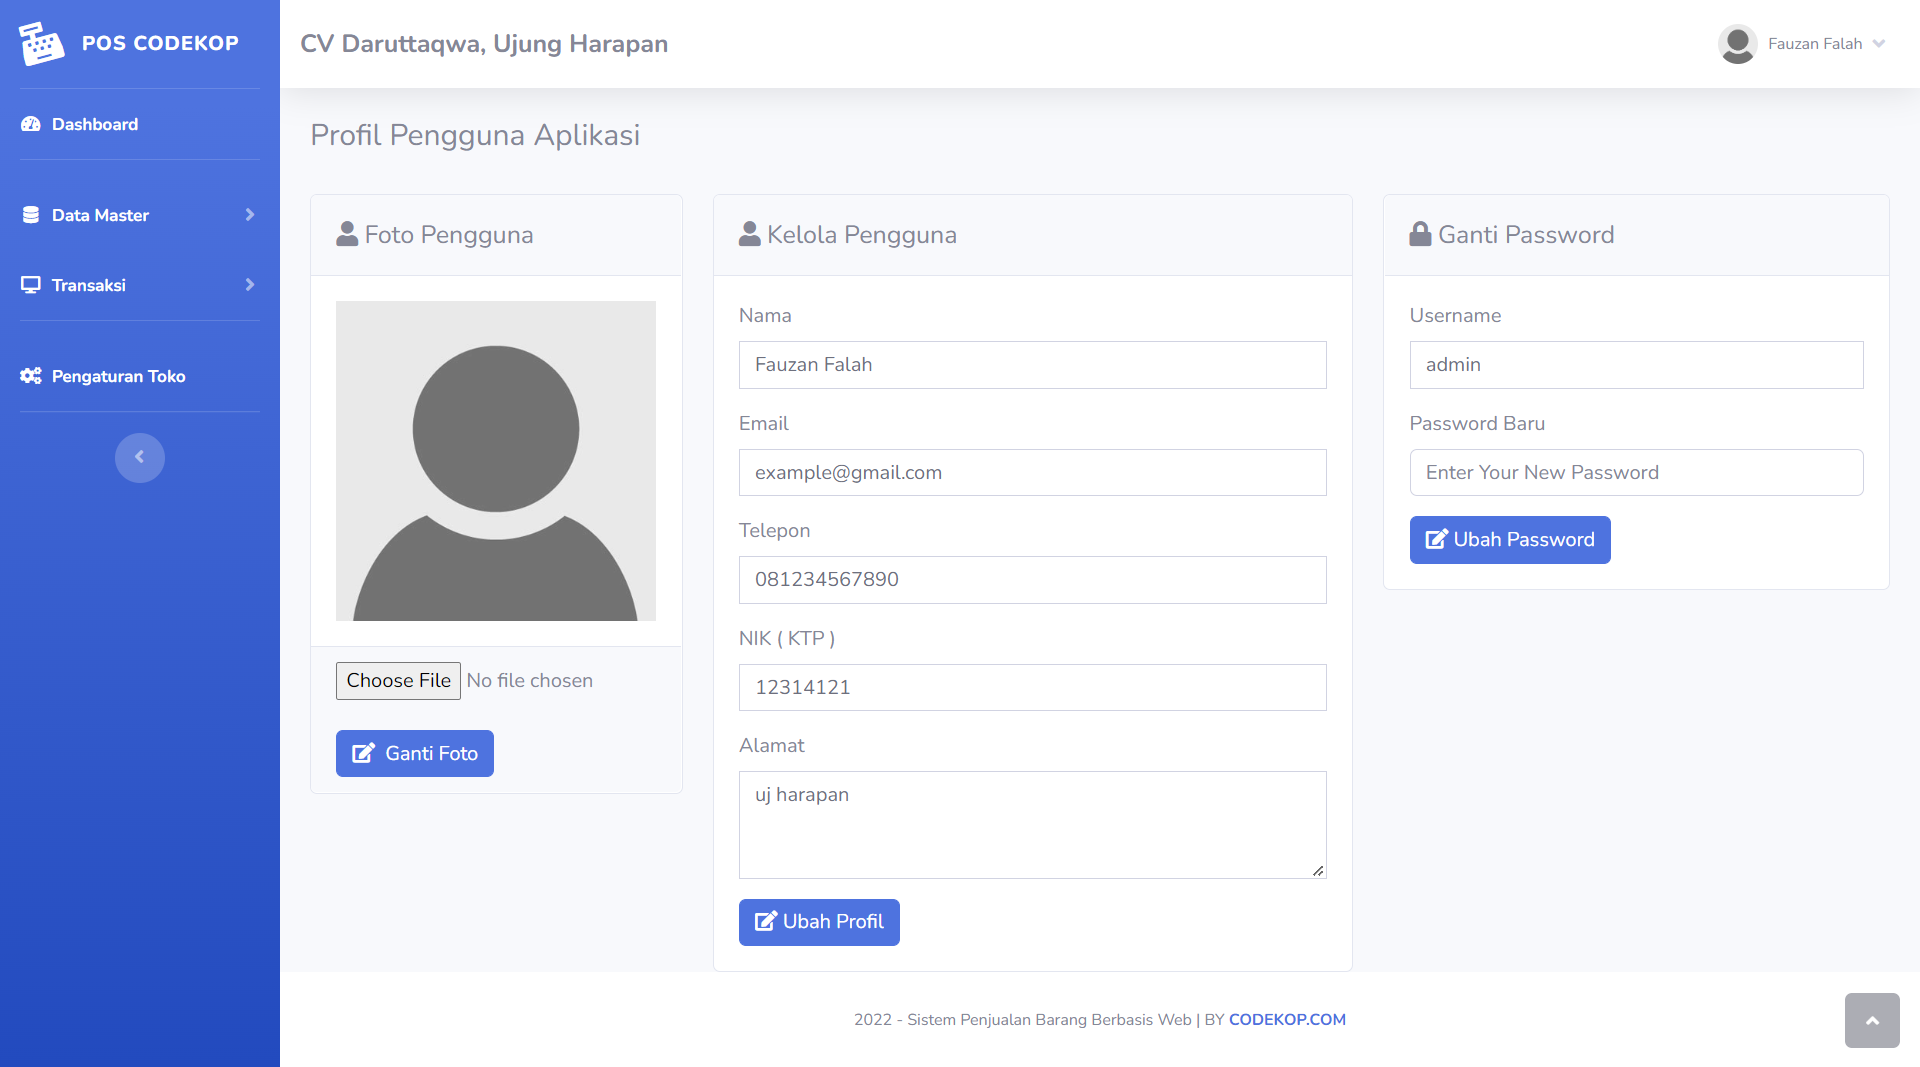 POS CODEKOP
CV Daruttaqwa, Ujung Harapan
Fauzan Falah
Dashboard
Data Master
Transaksi
Pengaturan Toko
Profil Pengguna Aplikasi
Foto Pengguna
Choose File No file chosen
Ganti Foto
Kelola Pengguna
Nama
Fauzan Falah
Email
example@gmail.com
Telepon
081234567890
NIK ( KTP )
12314121
Alamat
uj harapan
Ubah Profil
Ganti Password
Username
admin
Password Baru
Enter Your New Password
Ubah Password
2022 - Sistem Penjualan Barang Berbasis Web | BY CODEKOP.COM